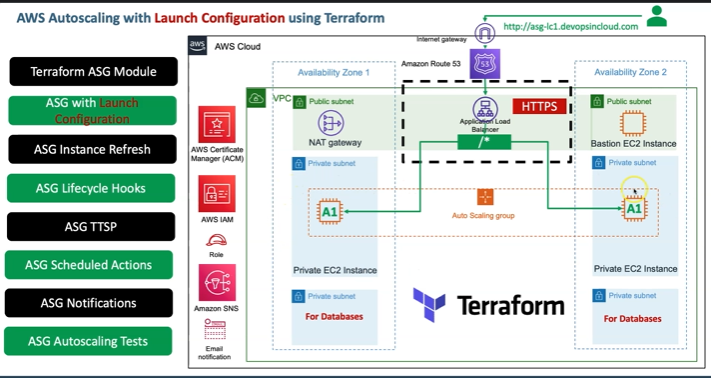 AWS Autoscaling with Launch Configuration using Terraform
http://asg-lc1.devopsincloud.com
Internet gateway
aws
AWS Cloud
Amazon Route 53
53
Terraform ASG Module
ASG with Launch
Configuration
ASG Instance Refresh
ASG Lifecycle Hooks
ASG TTSP
ASG Scheduled Actions
ASG Notifications
ASG Autoscaling Tests
AWS Certificate
Manager (ACM)
AWS IAM
Role
Amazon SNS
Email
notification
Availability Zone 1
VPC
Public subnet
NAT gateway
Private subnet
A1
Private EC2 Instance
Private subnet
For Databases
HTTPS
Application Load
Balancer
/*
Auto Scaling group
Terraform
Availability Zone 2
Public subnet
Bastion EC2 Instance
Private subnet
A1
Private EC2 Instance
Private subnet
For Databases